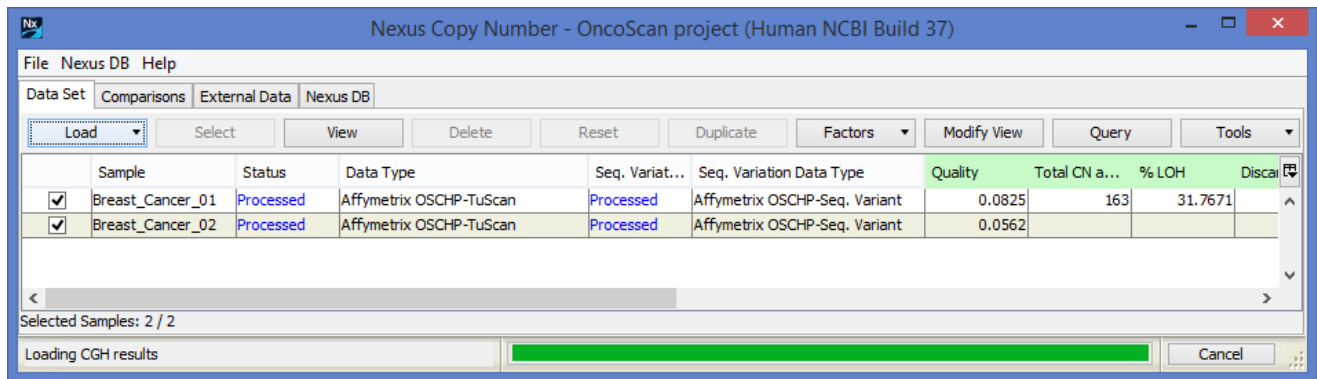 Nx
Nexus Copy Number - OncoScan project (Human NCBI Build 37)
File Nexus DB Help
Data Set Comparisons External Data Nexus DB
Load Select View Delete Reset Duplicate Factors Modify View Query Tools
Sample Status Data Type Seq. Variat... Seq. Variation Data Type Quality Total CN a... % LOH Discar
Breast_Cancer_01 Processed Affymetrix OSCHP-TuScan Processed Affymetrix OSCHP-Seq. Variant 0.0825 163 31.7671
Breast_Cancer_02 Processed Affymetrix OSCHP-TuScan Processed Affymetrix OSCHP-Seq. Variant 0.0562
Selected Samples: 2 / 2
Loading CGH results Cancel